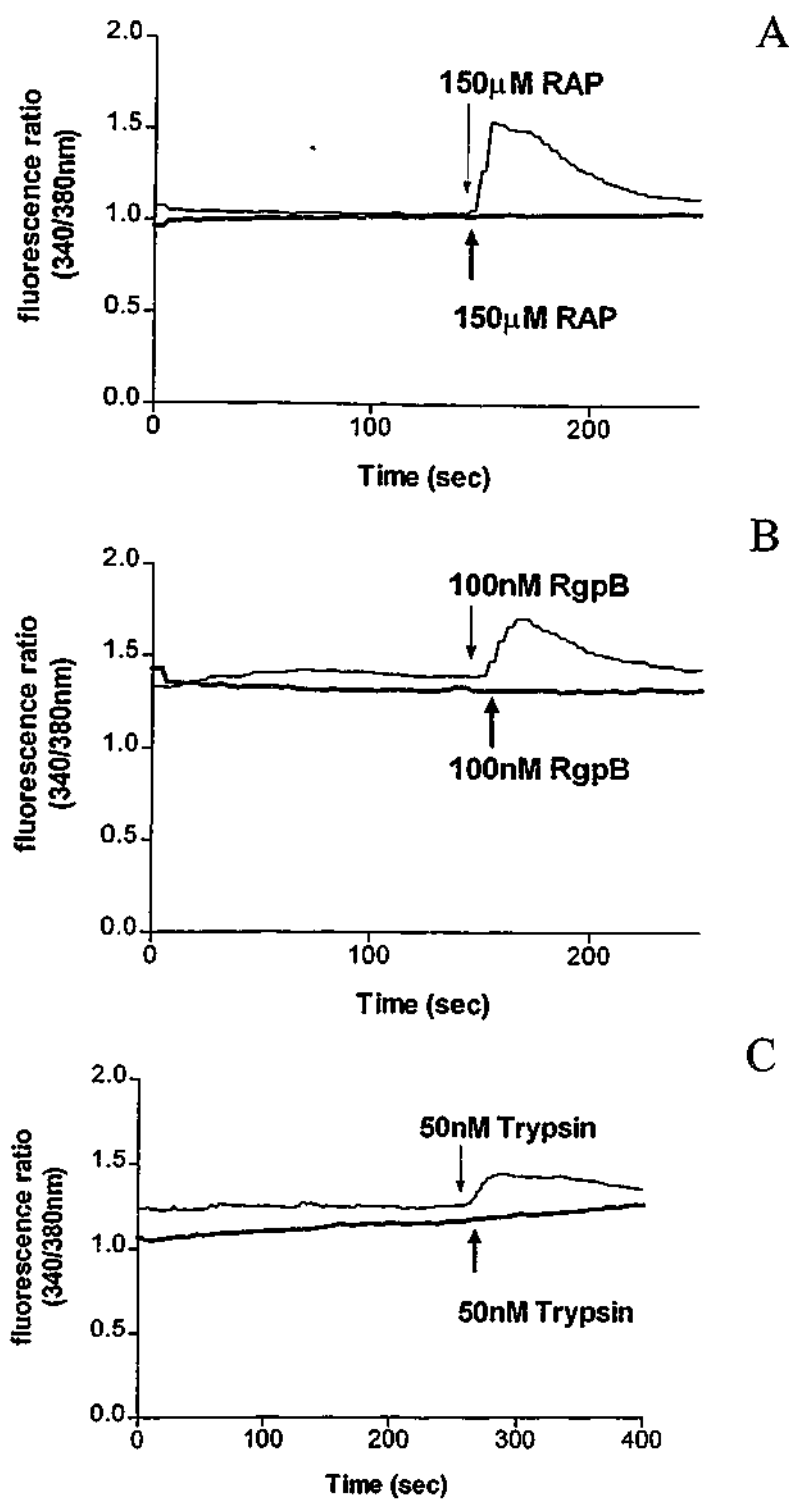 A
2.0
150µM RAP
1.5
1.0
0.5
150µM RAP
0.0
0 100 200
Time (sec)
fluorescence ratio
(340/380nm)
B
2.0
100nM RgpB
1.5
1.0
100nM RgpB
0.5
0.0
0 100 200
Time (sec)
fluorescence ratio
(340/380nm)
C
2.0
50nM Trypsin
1.5
1.0
50nM Trypsin
0.5
0.0
0 100 200 300 400
Time (sec)
fluorescence ratio
(340/380nm)